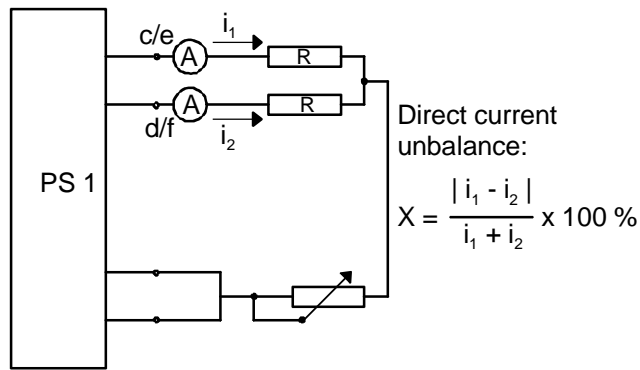 c/e
A
i₁
R
d/f
A
i₂
R
PS 1
Direct current
unbalance:
X = | i₁ - i₂ | / i₁ + i₂ x 100 %